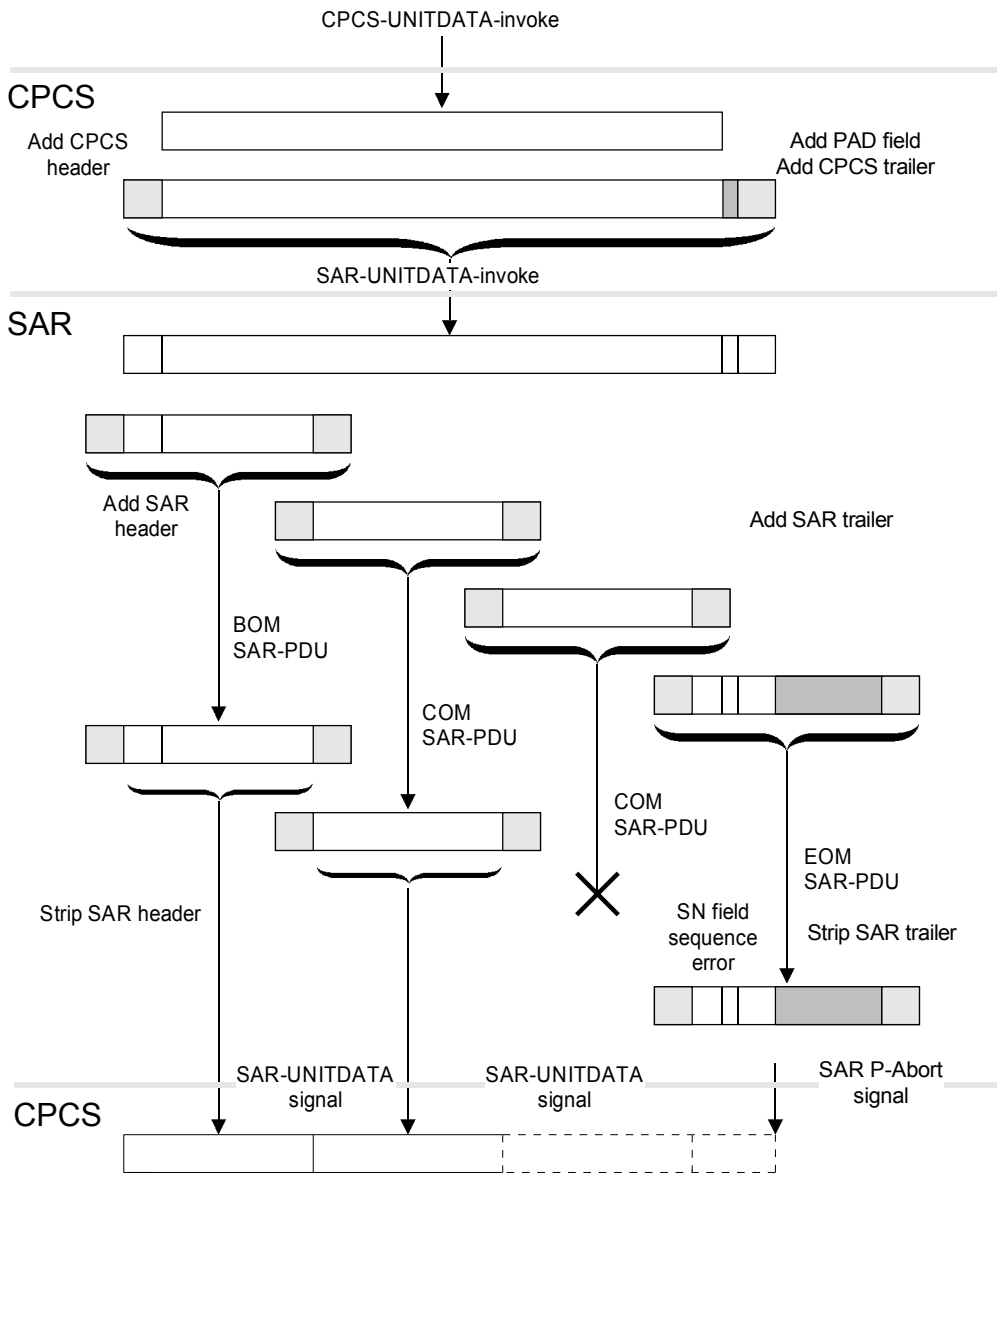 CPCS-UNITDATA-invoke
CPCS
Add CPCS
header
Add PAD field
Add CPCS trailer
SAR-UNITDATA-invoke
SAR
Add SAR
header
Add SAR trailer
BOM
SAR-PDU
COM
SAR-PDU
COM
SAR-PDU
EOM
SAR-PDU
Strip SAR header
SN field
sequence
error
Strip SAR trailer
SAR-UNITDATA
signal
SAR-UNITDATA
signal
SAR P-Abort
signal
CPCS